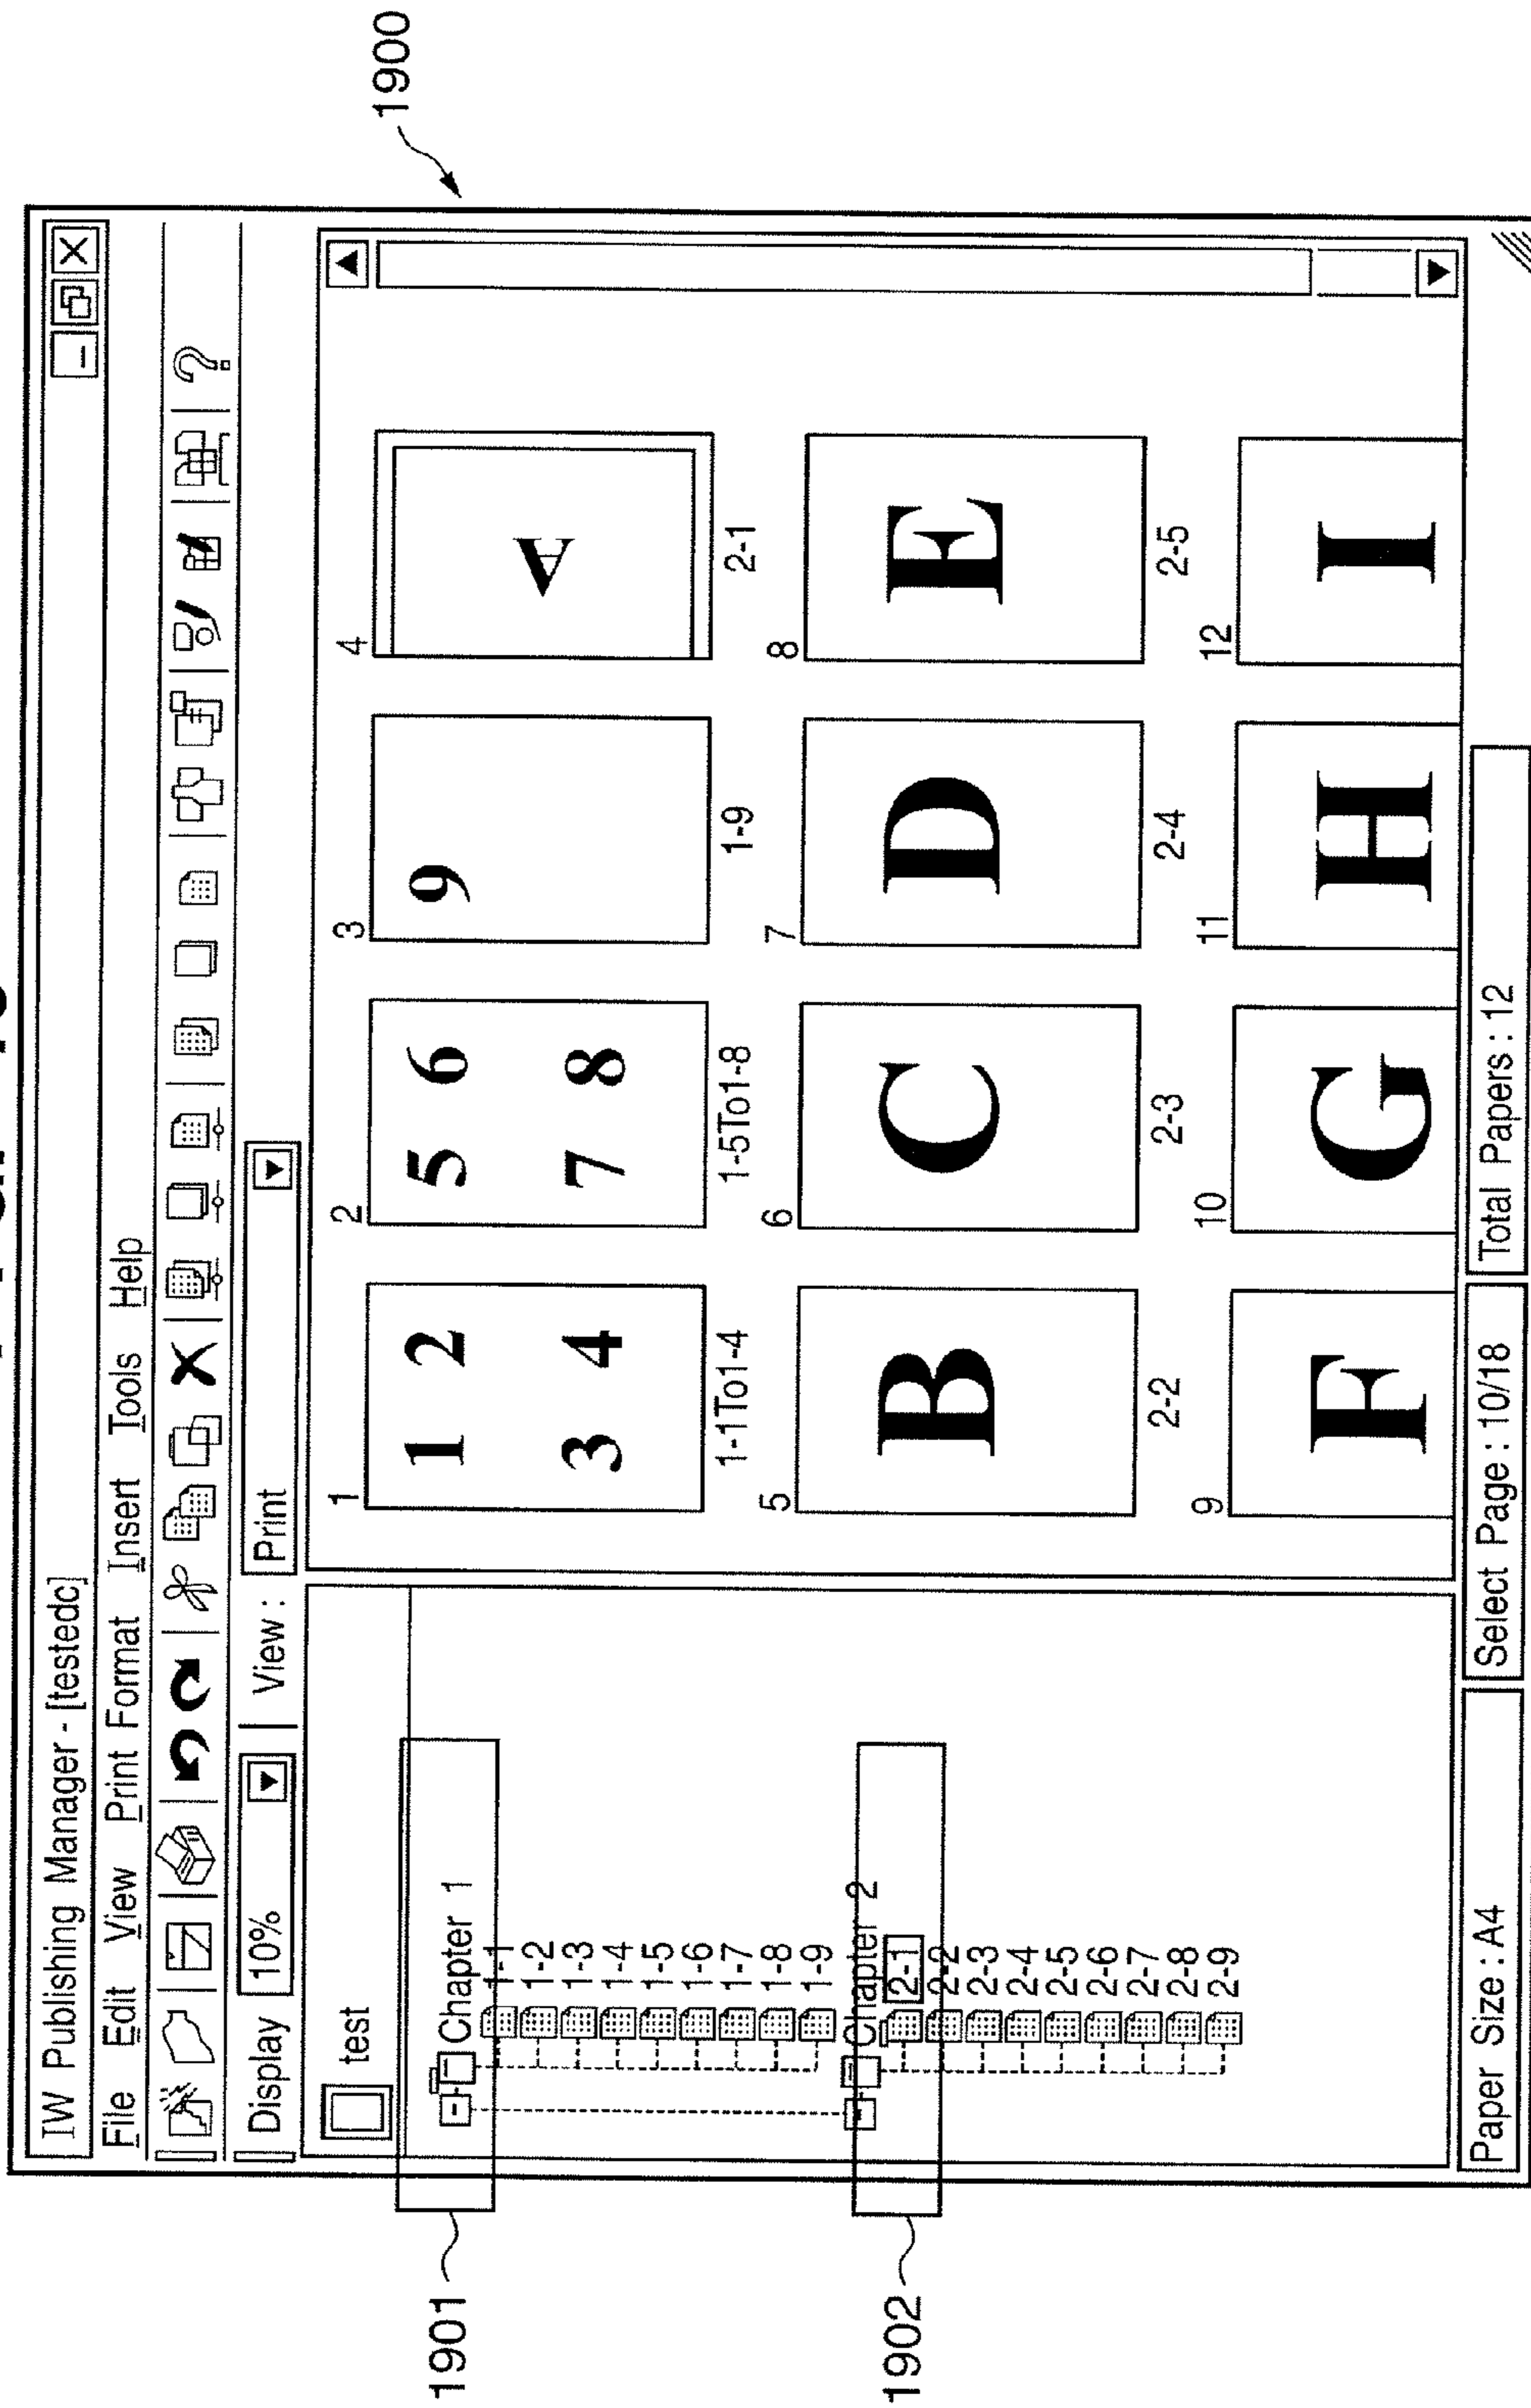 1900
IW Publishing Manager - [testedc]
File Edit View Print Format Insert Tools Help
?
Display 10% View : Print
test
1901
Chapter 1
1-1
1-2
1-3
1-4
1-5
1-6
1-7
1-8
1-9
1902
Chapter 2
2-1
2-2
2-3
2-4
2-5
2-6
2-7
2-8
2-9
1 2 3 4
1 2 5 6 9 A
3 4 7 8
1-1To1-4 1-5To1-8 1-9 2-1
5 6 7 8
B C D E
2-2 2-3 2-4 2-5
9 10 11 12
F G H I
Paper Size : A4 Select Page : 10/18 Total Papers : 12